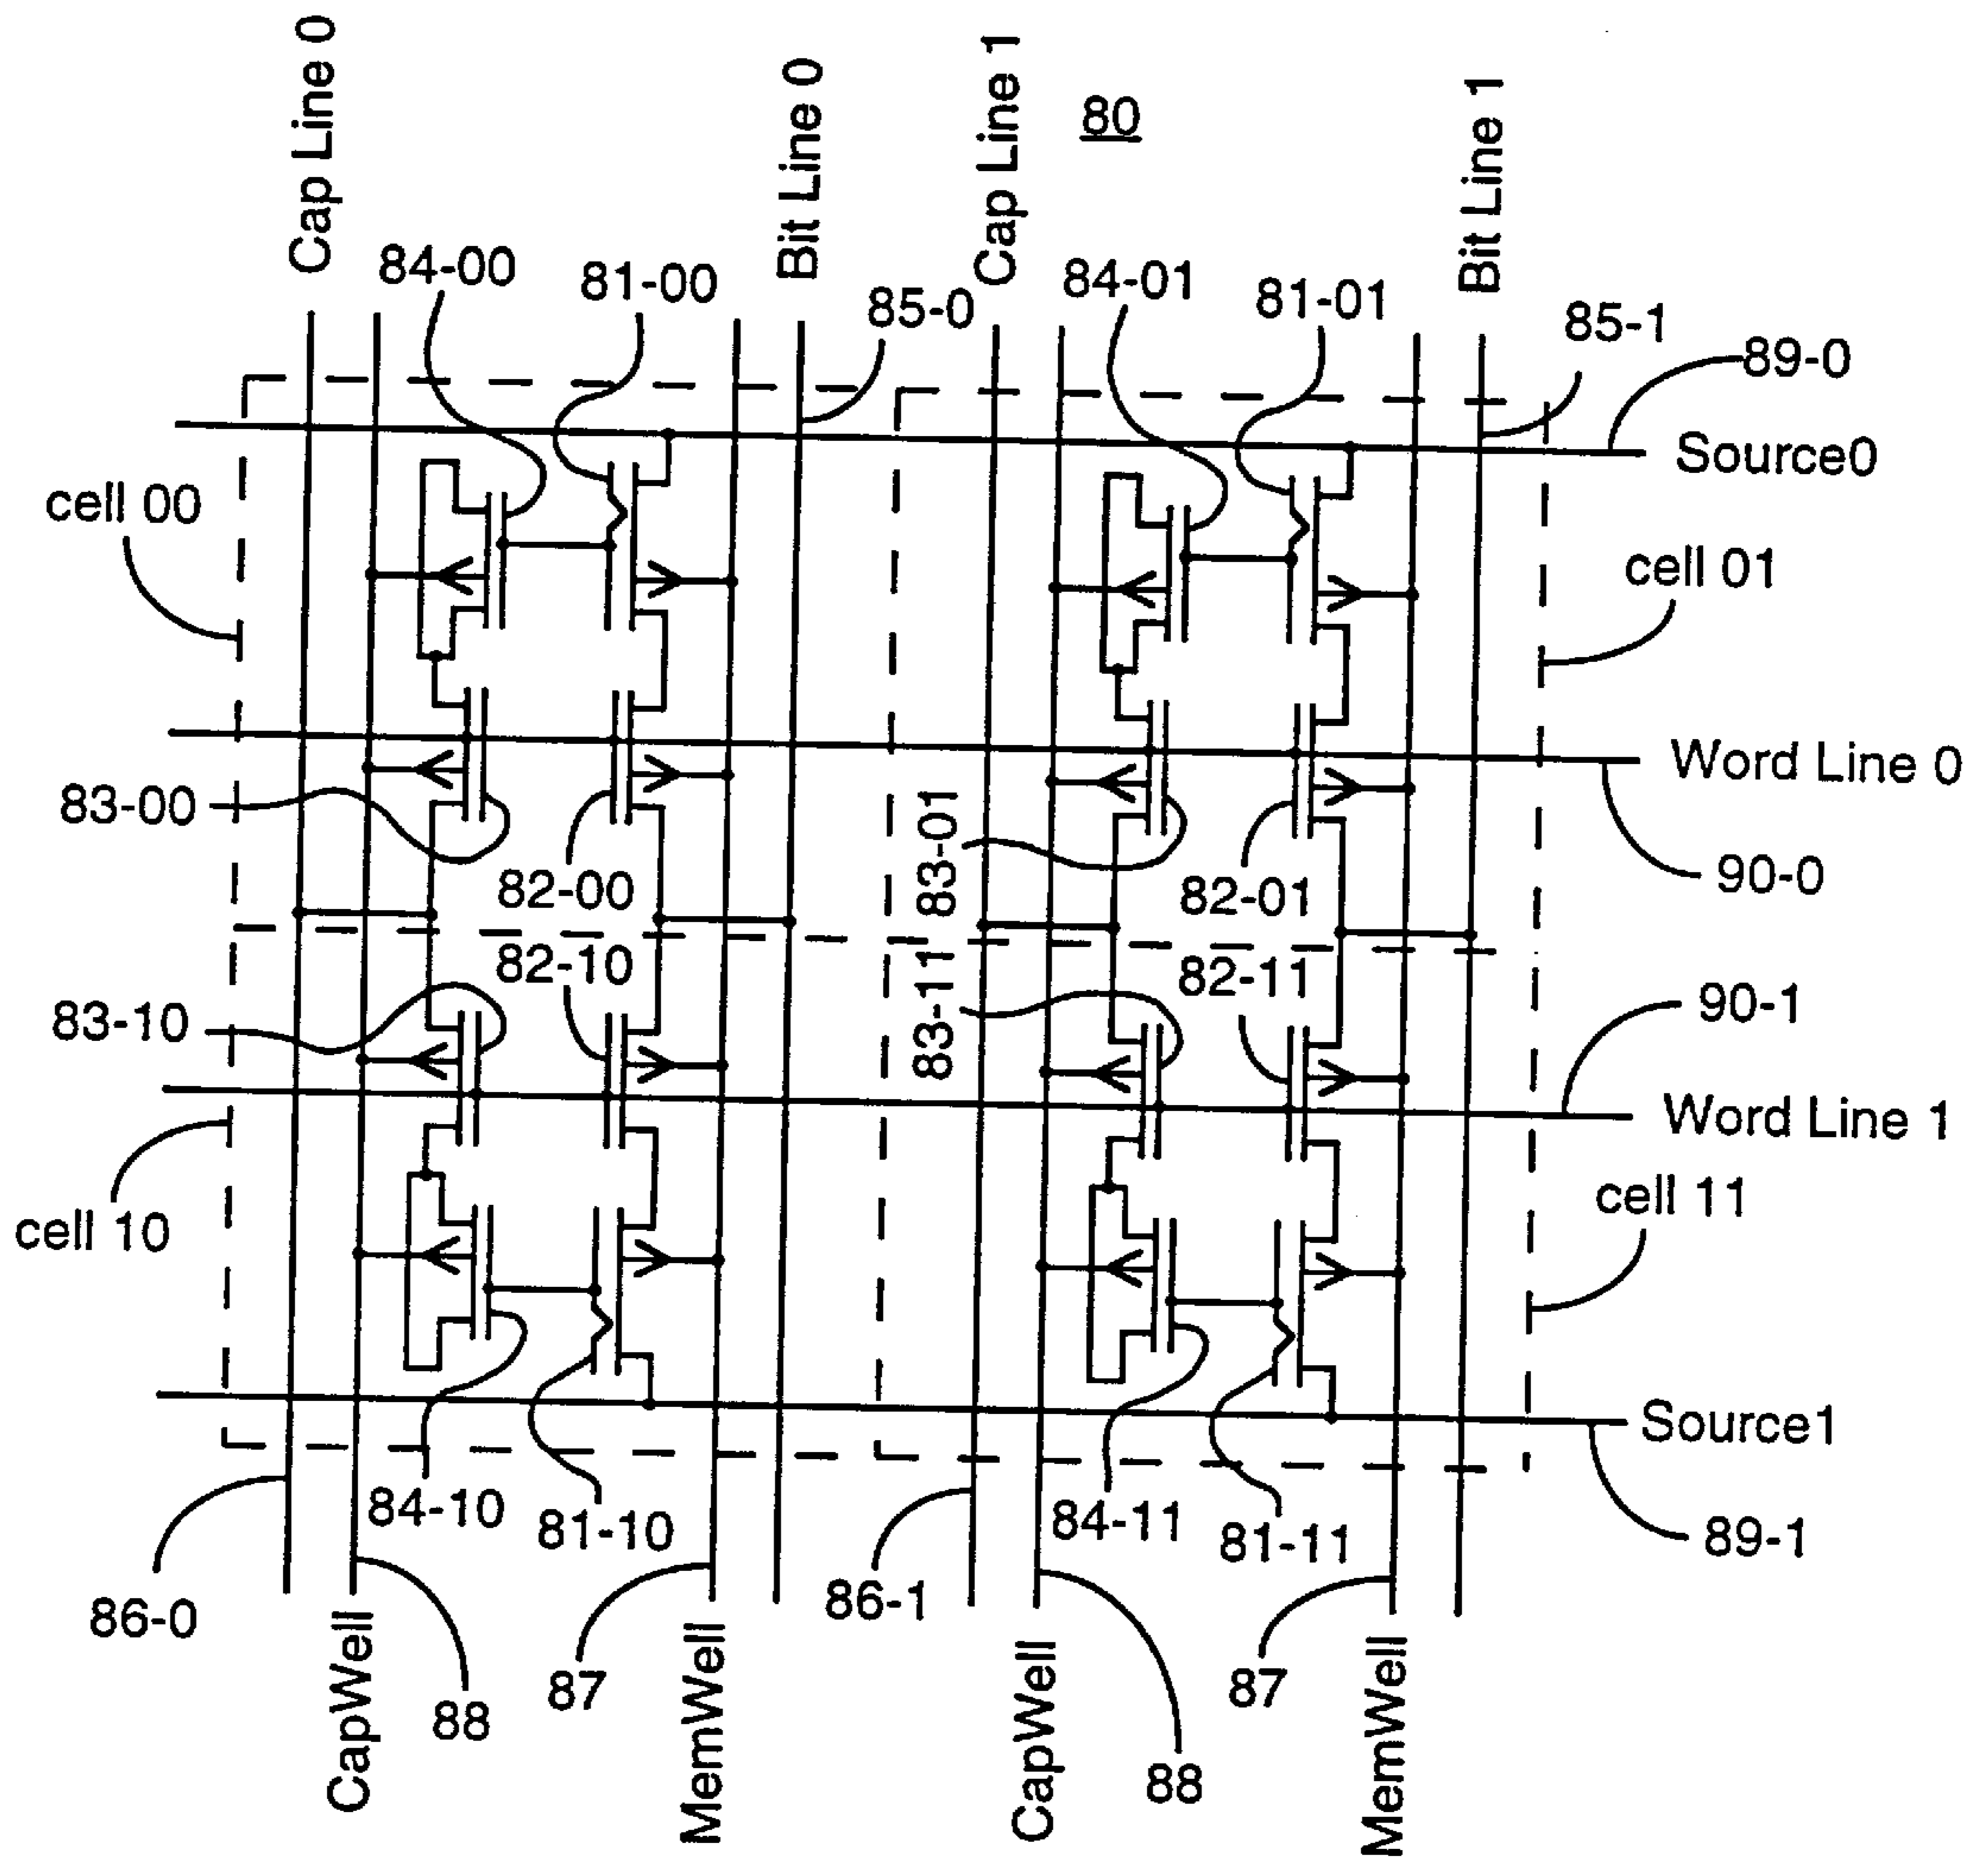 Cap Line 0
Bit Line 0
Cap Line 1
80
Bit Line 1
84-00
81-00
85-0
84-01
81-01
85-1
89-0
Source0
cell 00
cell 01
Word Line 0
83-00
83-01
82-00
82-01
90-0
82-10
83-11
82-11
83-10
90-1
Word Line 1
cell 10
cell 11
Source1
84-10
81-10
84-11
81-11
89-1
86-0
86-1
CapWell
88
87
MemWell
CapWell
88
87
MemWell